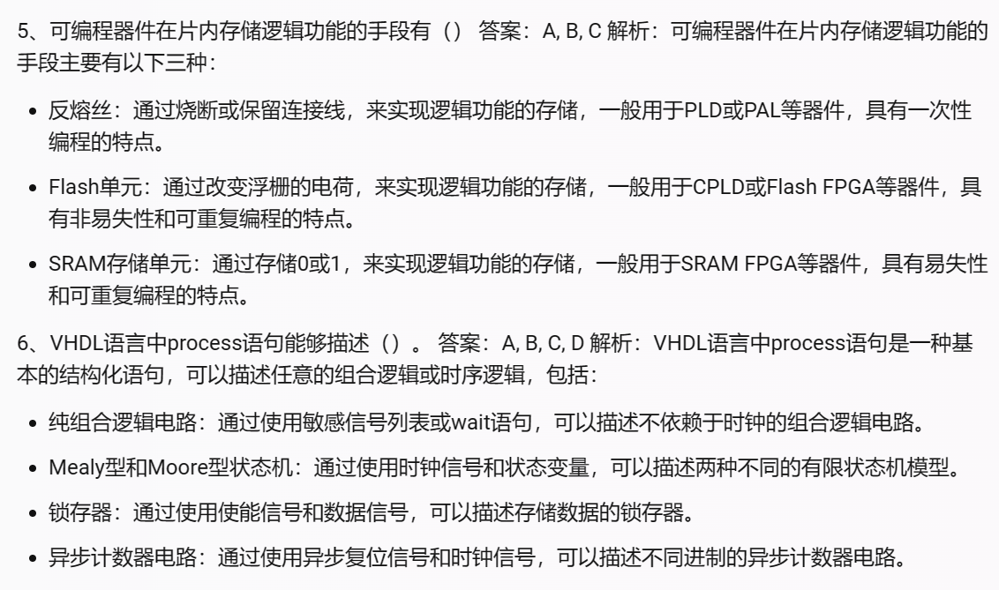 5、可编程器件在片内存储逻辑功能的手段有（） 答案：A, B, C 解析：可编程器件在片内存储逻辑功能的
手段主要有以下三种：
• 反熔丝：通过烧断或保留连接线，来实现逻辑功能的存储，一般用于PLD或PAL等器件，具有一次性
编程的特点。
• Flash单元：通过改变浮栅的电荷，来实现逻辑功能的存储，一般用于CPLD或Flash FPGA等器件，具
有非易失性和可重复编程的特点。
• SRAM存储单元：通过存储0或1，来实现逻辑功能的存储，一般用于SRAM FPGA等器件，具有易失性
和可重复编程的特点。
6、VHDL语言中process语句能够描述（）。 答案：A, B, C, D 解析：VHDL语言中process语句是一种基
本的结构化语句，可以描述任意的组合逻辑或时序逻辑，包括：
• 纯组合逻辑电路：通过使用敏感信号列表或wait语句，可以描述不依赖于时钟的组合逻辑电路。
• Mealy型和Moore型状态机：通过使用时钟信号和状态变量，可以描述两种不同的有限状态机模型。
• 锁存器：通过使用使能信号和数据信号，可以描述存储数据的锁存器。
• 异步计数器电路：通过使用异步复位信号和时钟信号，可以描述不同进制的异步计数器电路。